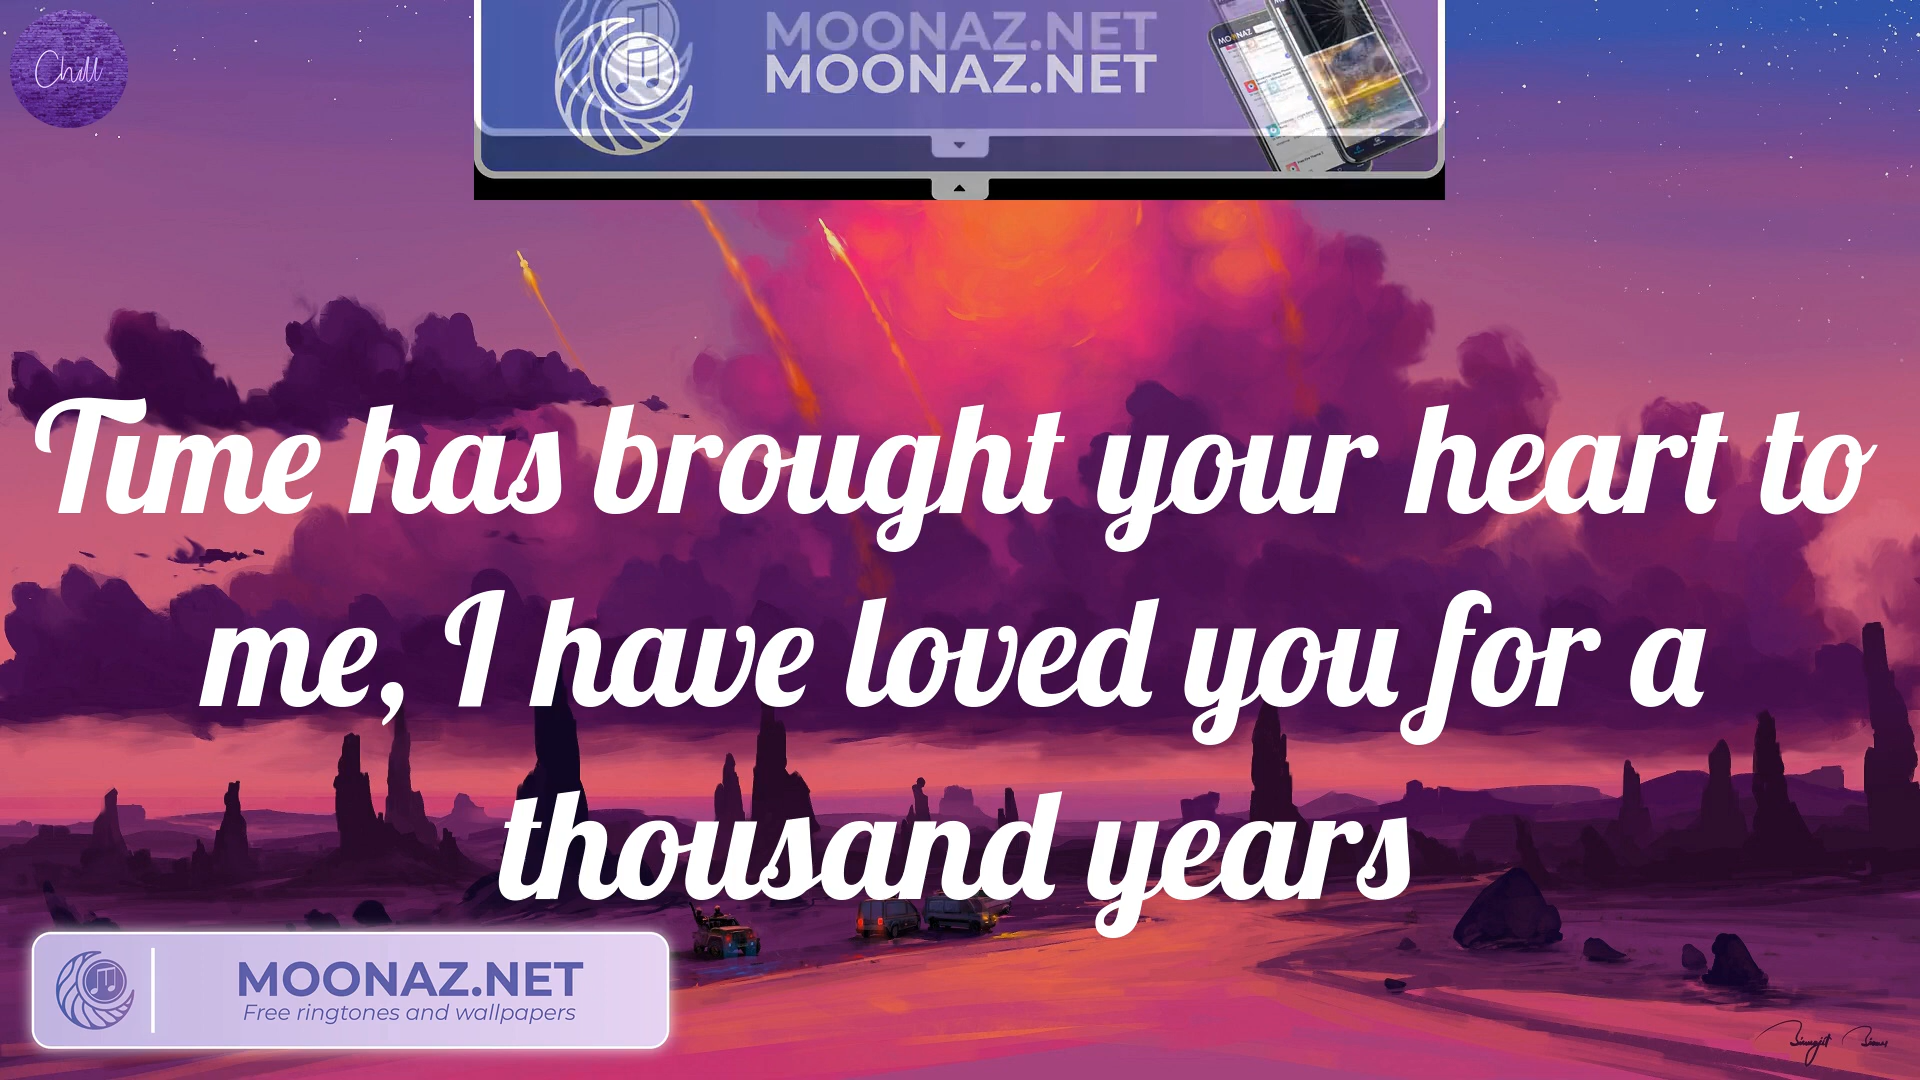 Chill
MOONAZ.NET
MOONAZ.NET
MOONAZ
Time has brought your heart to
me, I have loved you for a
thousand years
MOONAZ.NET
Free ringtones and wallpapers